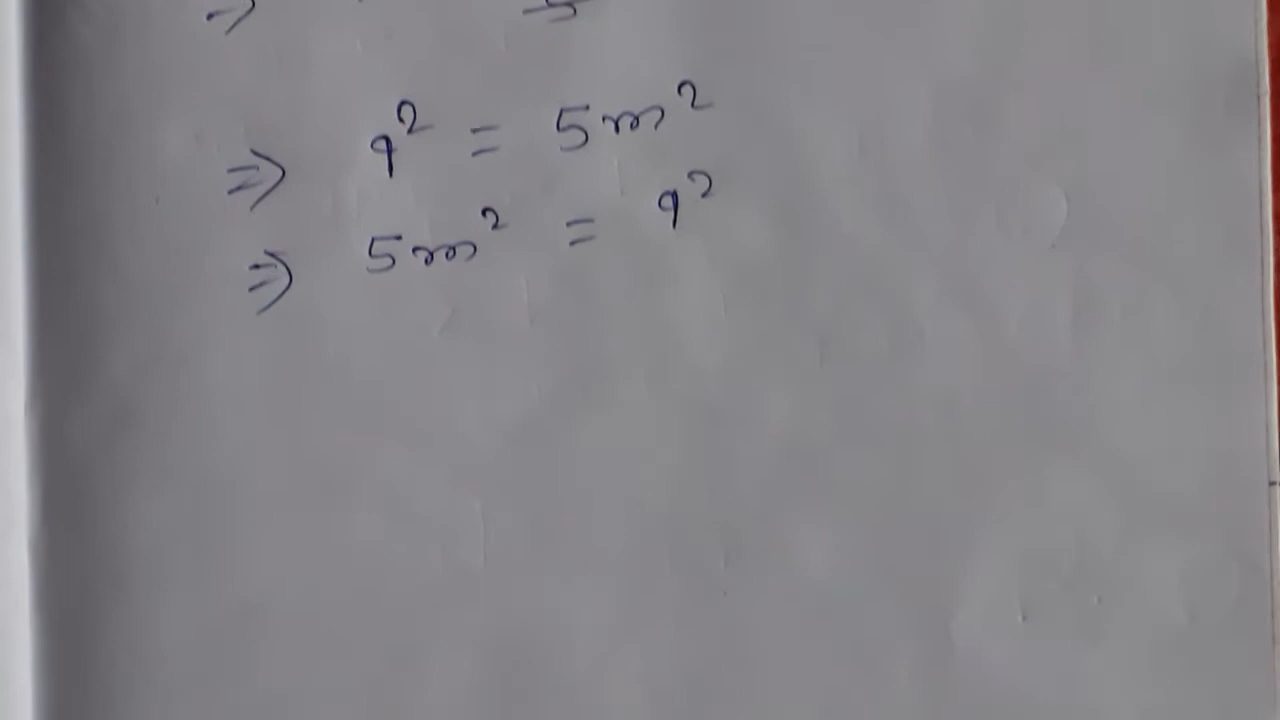 ⇒ q² = 5m²
⇒ 5m² = q²